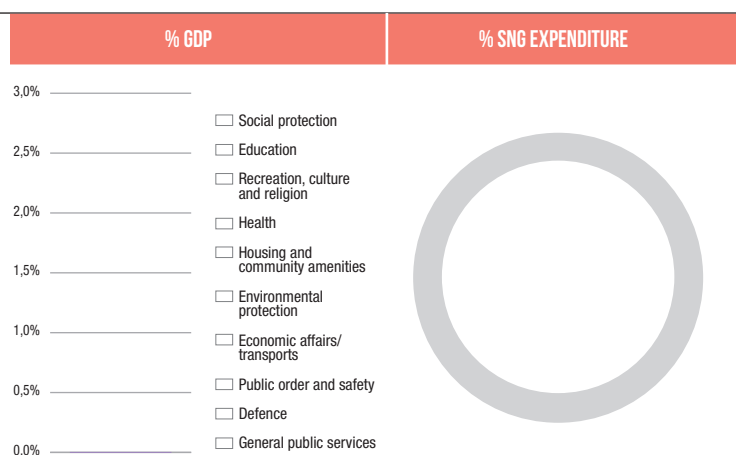 % GDP
% SNG EXPENDITURE
3,0%
2,5%
2,0%
1,5%
1,0%
0,5%
0,0%
Social protection
Education
Recreation, culture
and religion
Health
Housing and
community amenities
Environmental
protection
Economic affairs/
transports
Public order and safety
Defence
General public services